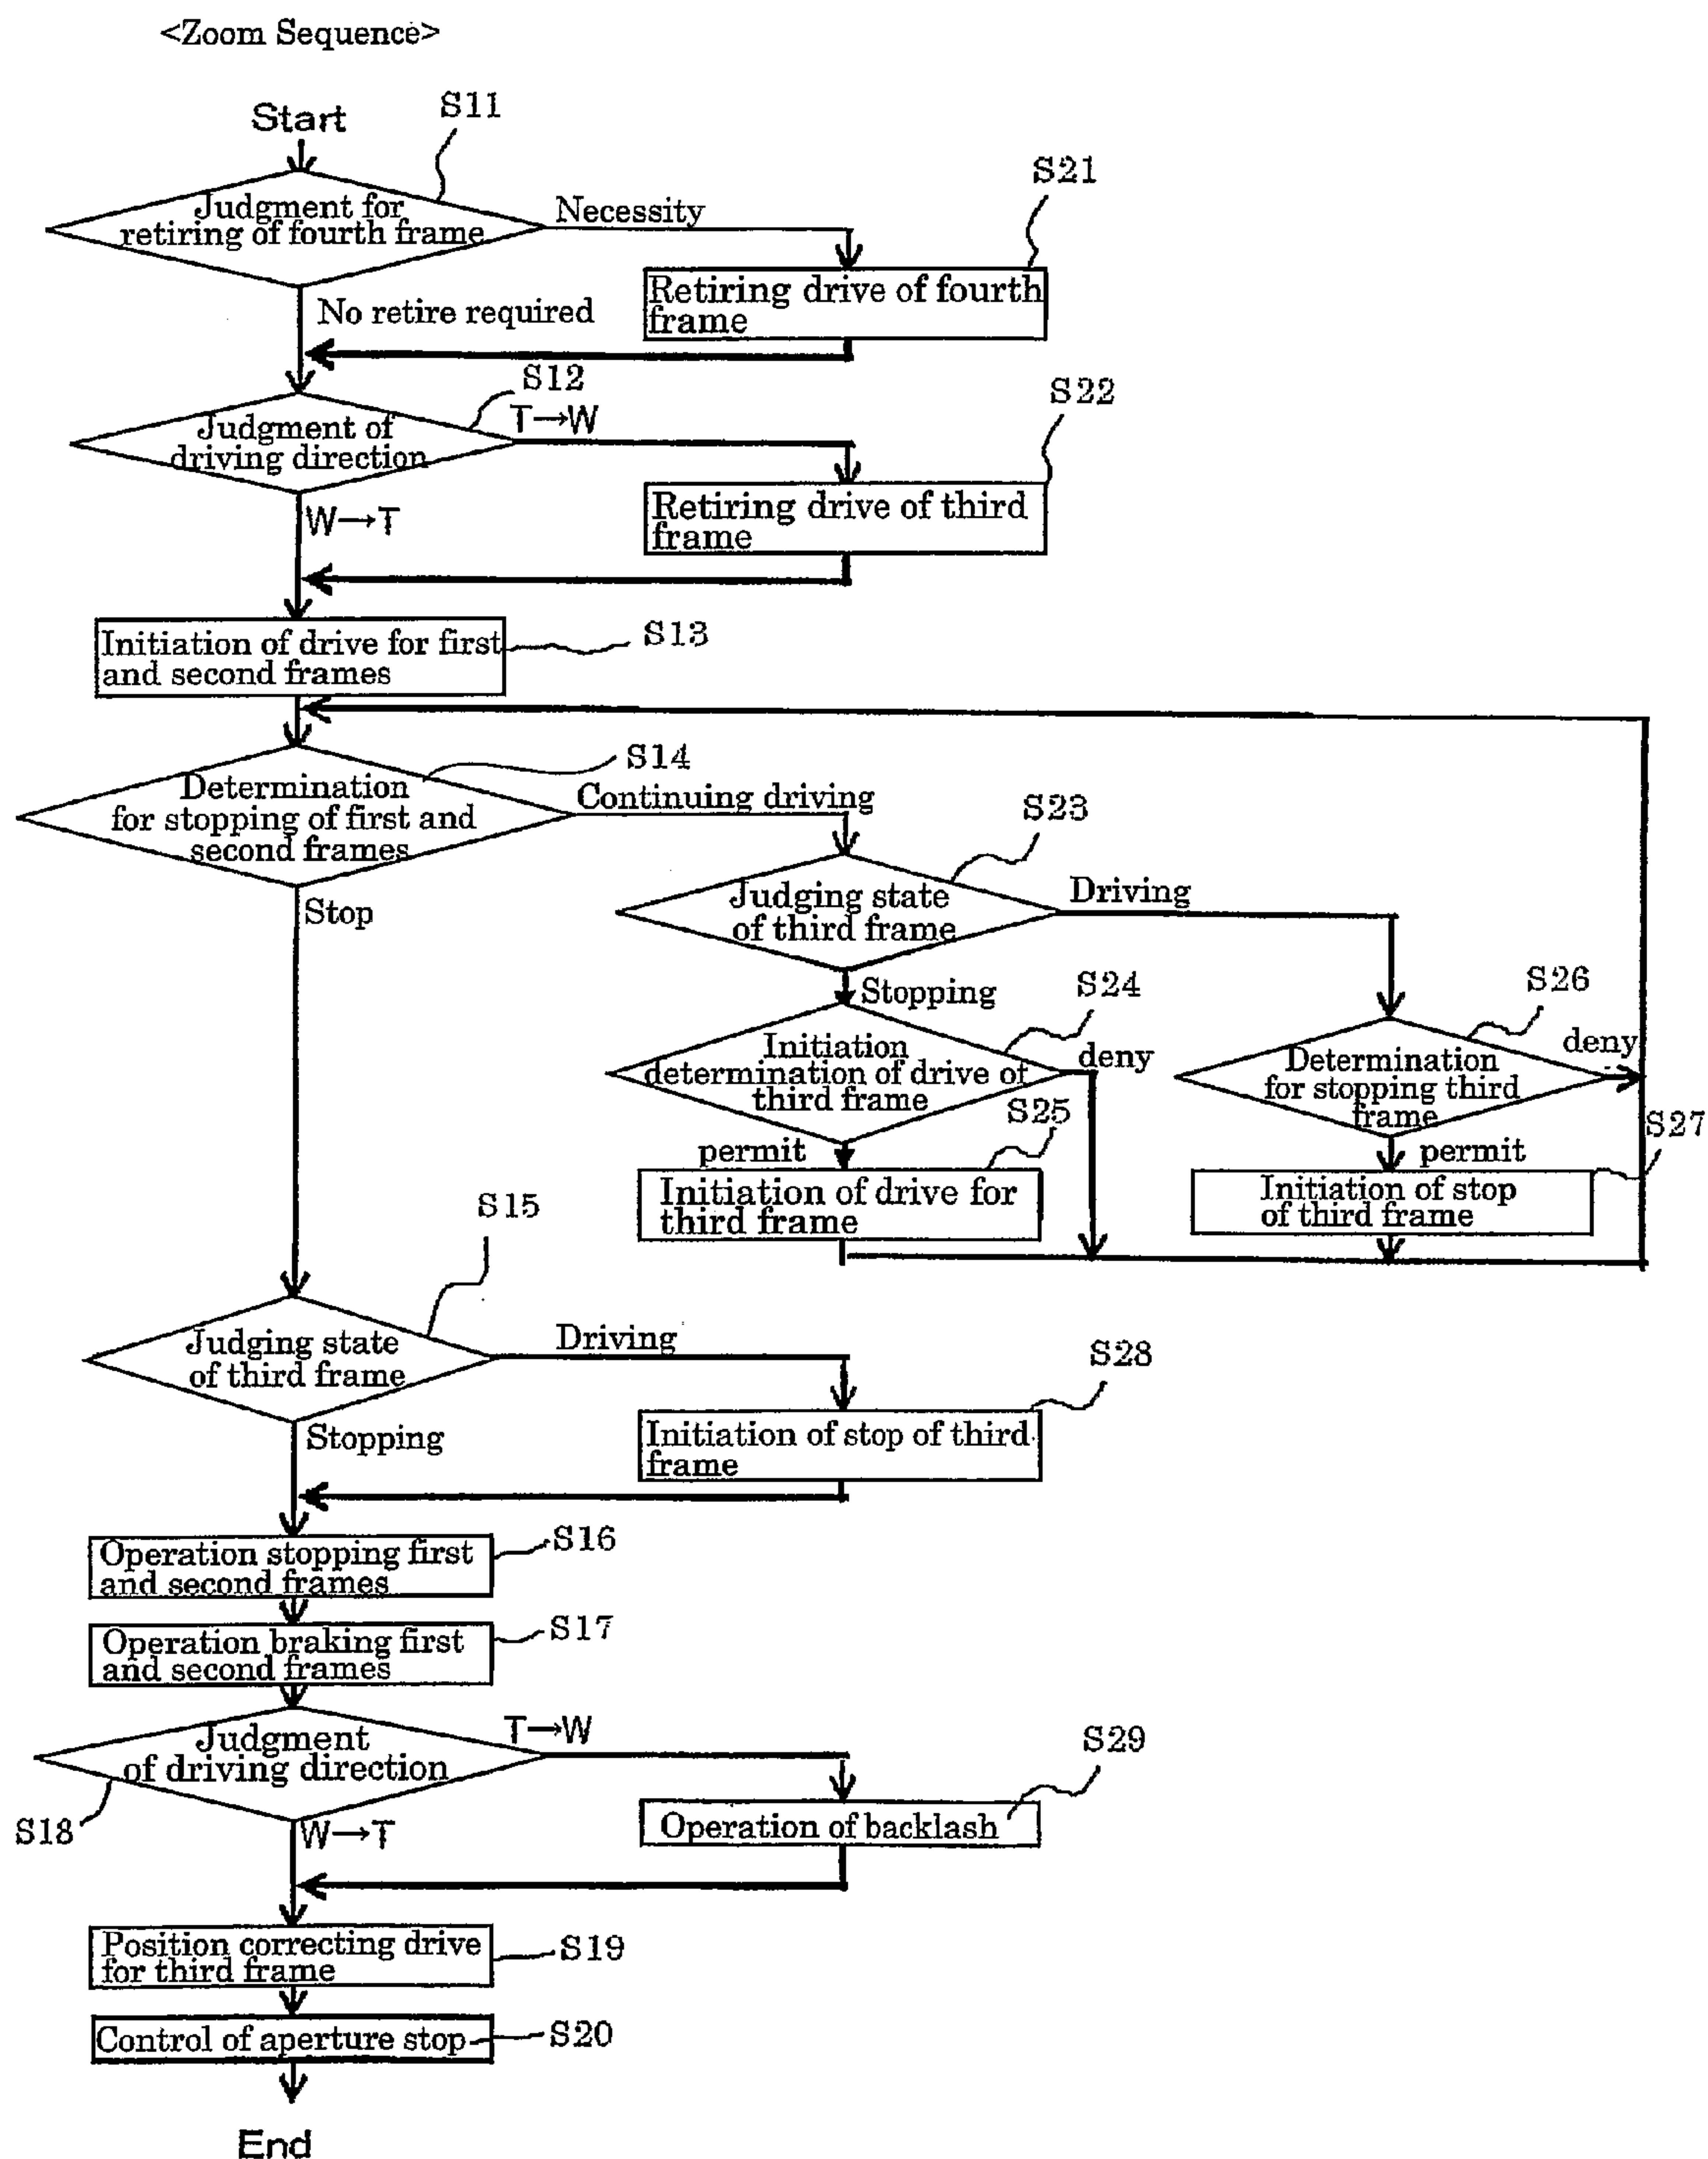 <Zoom Sequence>
Start
S11
Judgment for
retiring of fourth frame
Necessity
S21
Retiring drive of fourth
frame
No retire required
S12
Judgment of
driving direction
T→W
S22
Retiring drive of third
frame
W→T
Initiation of drive for first
and second frames
S13
S14
Determination
for stopping of first and
second frames
Continuing driving
S23
Judging state
of third frame
Driving
Stop
Stopping
S24
Initiation
determination of drive of
third frame
deny
S26
Determination
for stopping third
frame
deny
S25
permit
Initiation of drive for
third frame
S27
permit
Initiation of stop
of third frame
S15
Judging state
of third frame
Driving
S28
Initiation of stop of third
frame
Stopping
Operation stopping first
and second frames
S16
Operation braking first
and second frames
S17
Judgment
of driving direction
T→W
S29
S18
Operation of backlash
W→T
Position correcting drive
for third frame
S19
Control of aperture stop
S20
End